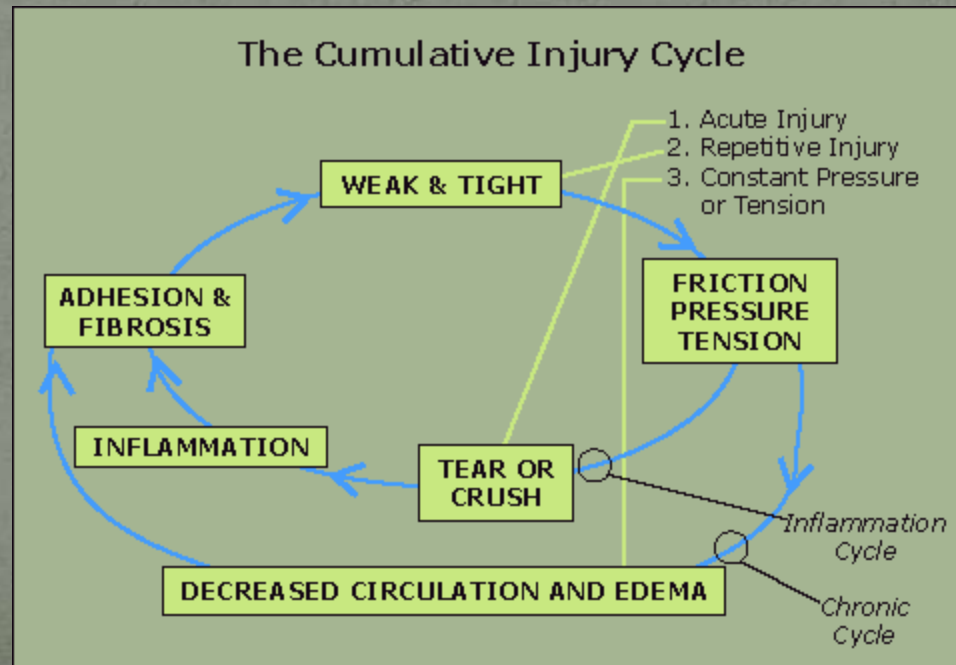 The Cumulative Injury Cycle
1. Acute Injury
2. Repetitive Injury
3. Constant Pressure
or Tension
WEAK & TIGHT
FRICTION
PRESSURE
TENSION
ADHESION &
FIBROSIS
INFLAMMATION
TEAR OR
CRUSH
Inflammation
Cycle
DECREASED CIRCULATION AND EDEMA
Chronic
Cycle